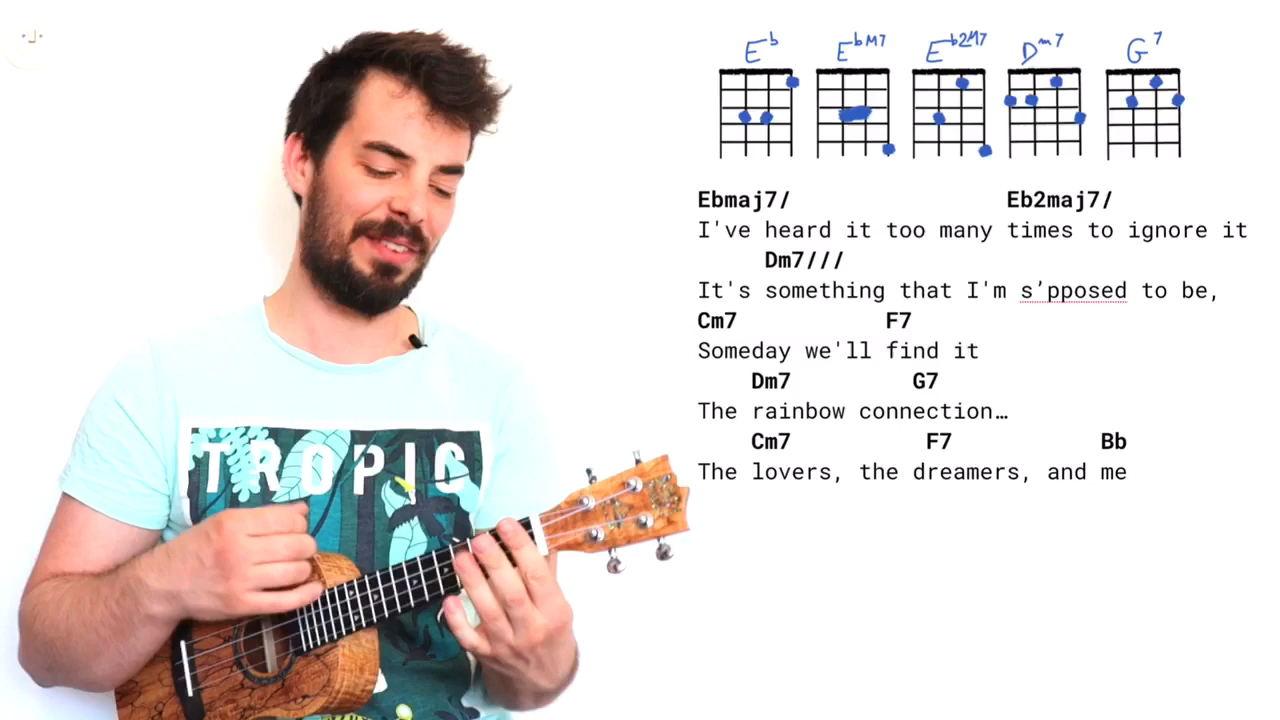 Eb EbM7 Eb2M7 Dm7 G7
Ebmaj7/ Eb2maj7/
I've heard it too many times to ignore it
Dm7///
It's something that I'm s’pposed to be,
Cm7 F7
Someday we'll find it
Dm7 G7
The rainbow connection…
Cm7 F7 Bb
The lovers, the dreamers, and me
TROPIC